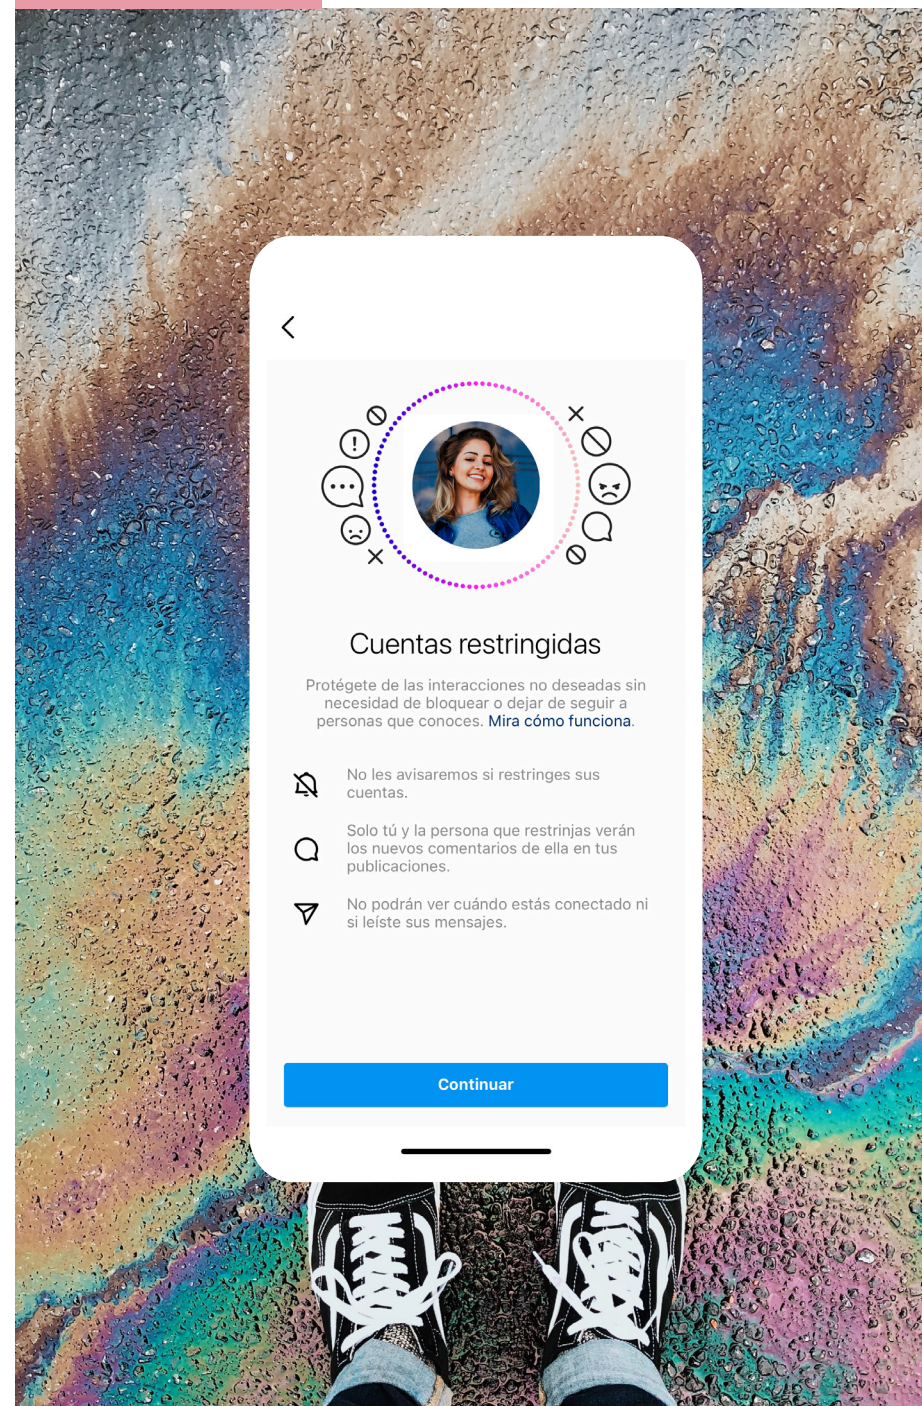 Cuentas restringidas
Protégete de las interacciones no deseadas sin
necesidad de bloquear o dejar de seguir a
personas que conoces. Mira cómo funciona.
No les avisaremos si restringes sus
cuentas.
Solo tú y la persona que restrinjas verán
los nuevos comentarios de ella en tus
publicaciones.
No podrán ver cuándo estás conectado ni
si leíste sus mensajes.
Continuar